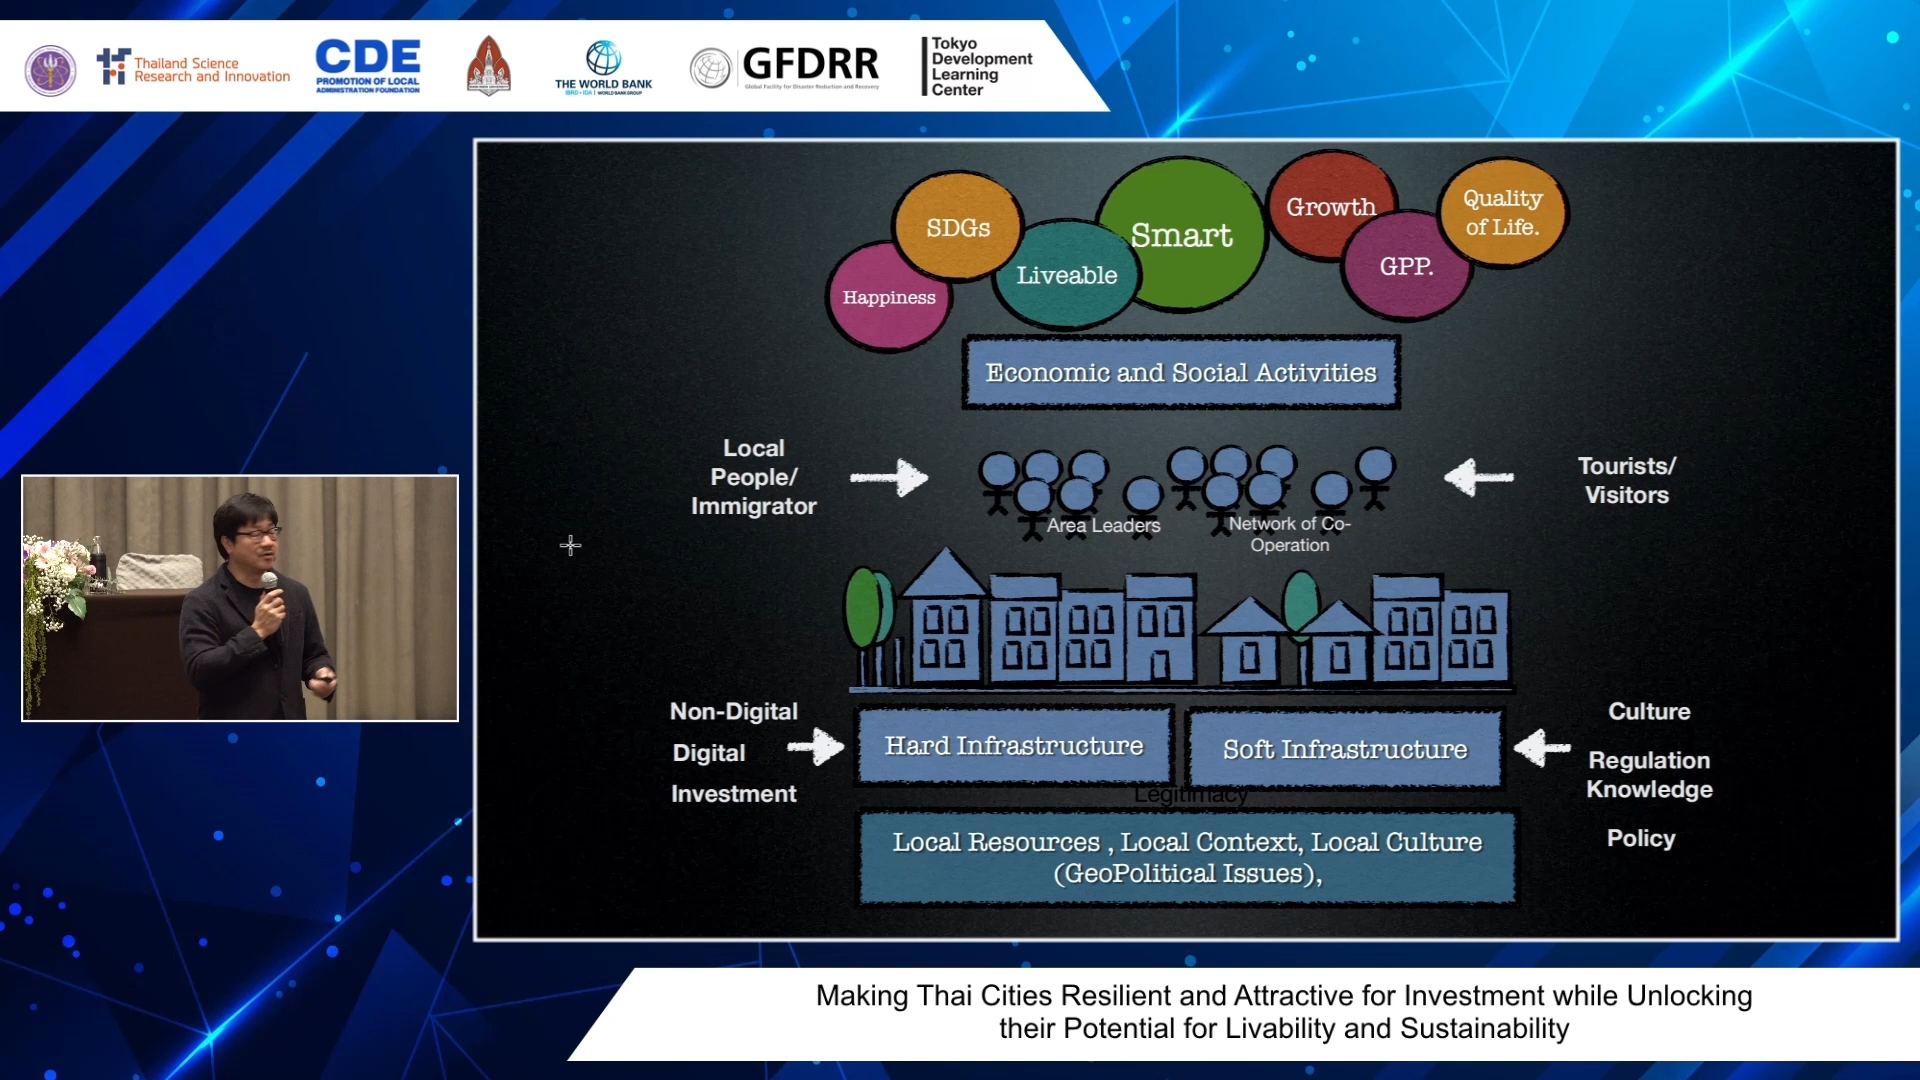 Thailand Science
Research and Innovation
CDE
PROMOTION OF LOCAL
ADMINISTRATION FOUNDATION
THE WORLD BANK
IBRD • IDA | WORLD BANK GROUP
GFDRR
Global Facility for Disaster Reduction and Recovery
Tokyo
Development
Learning
Center
SDGs
Happiness
Liveable
Smart
Growth
GPP.
Quality
of Life.
Economic and Social Activities
Local
People/
Immigrator
Area Leaders
Network of Co-
Operation
Tourists/
Visitors
Non-Digital
Digital
Investment
Hard Infrastructure
Soft Infrastructure
Culture
Regulation
Knowledge
Policy
Legitimacy
Local Resources , Local Context, Local Culture
(GeoPolitical Issues),
Making Thai Cities Resilient and Attractive for Investment while Unlocking
their Potential for Livability and Sustainability